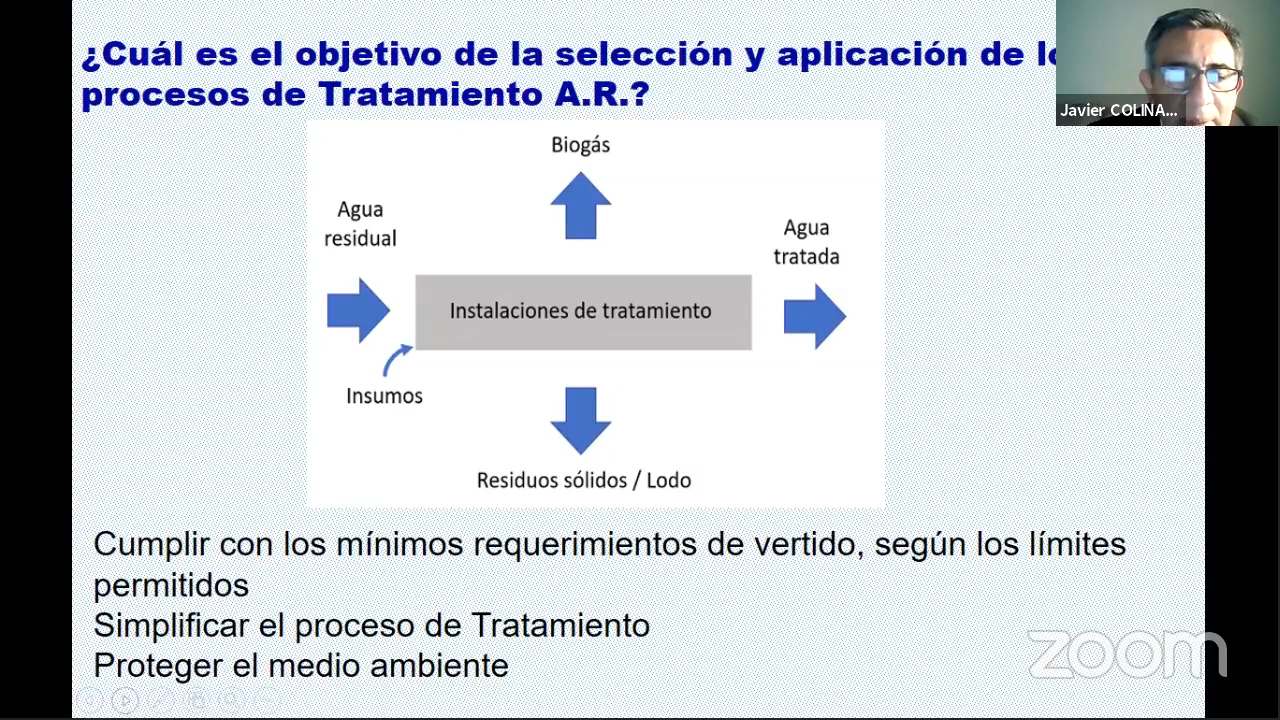 ¿Cuál es el objetivo de la selección y aplicación de
procesos de Tratamiento A.R.?
Javier COLINA...
Biogás
Agua
residual
Agua
tratada
Instalaciones de tratamiento
Insumos
Residuos sólidos / Lodo
Cumplir con los mínimos requerimientos de vertido, según los límites
permitidos
Simplificar el proceso de Tratamiento
Proteger el medio ambiente
zoom